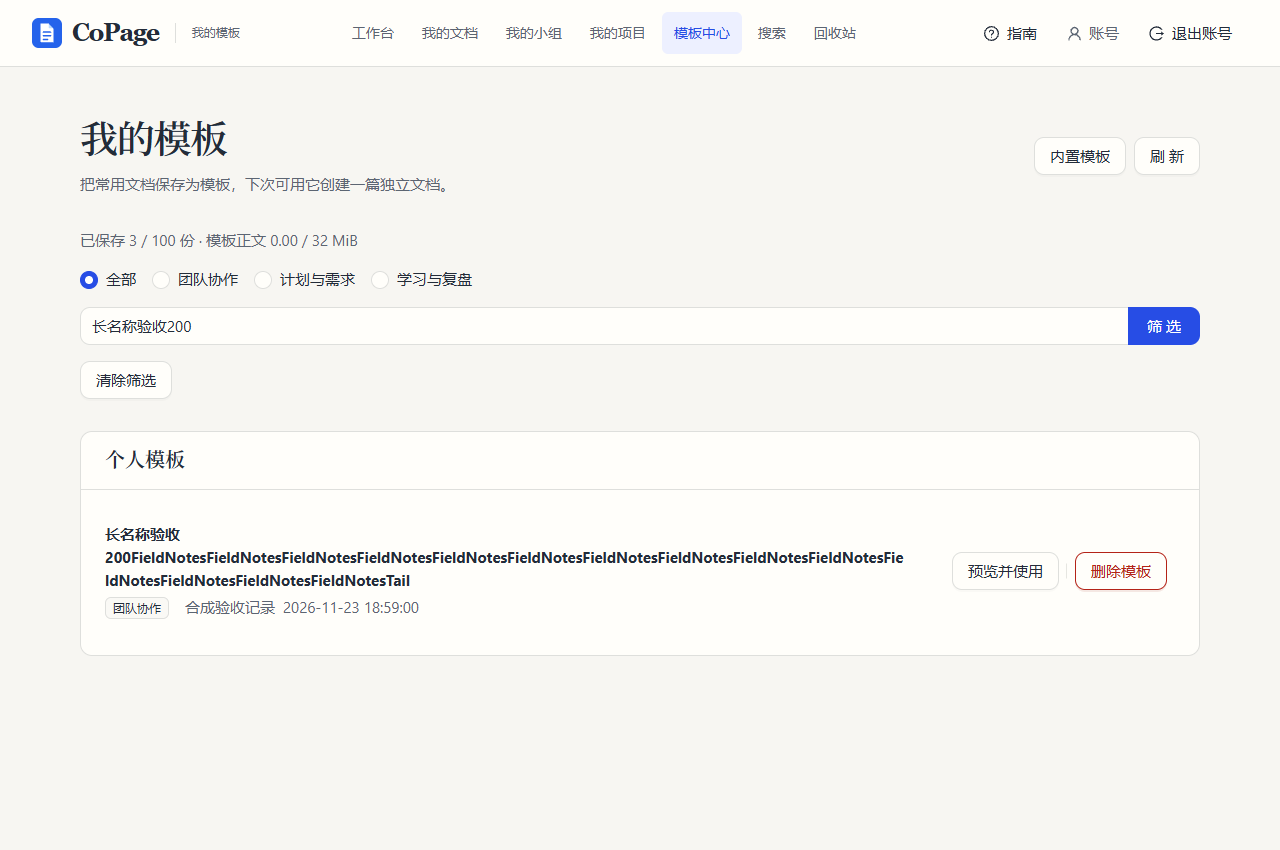 CoPage 我的模板 工作台 我的文档 我的小组 我的项目 模板中心 搜索 回收站 指南 账号 退出账号
我的模板
内置模板 刷 新
把常用文档保存为模板，下次可用它创建一篇独立文档。
已保存 3 / 100 份 · 模板正文 0.00 / 32 MiB
全部 团队协作 计划与需求 学习与复盘
长名称验收200 筛 选
清除筛选
个人模板
长名称验收
200FieldNotesFieldNotesFieldNotesFieldNotesFieldNotesFieldNotesFieldNotesFieldNotesFieldNotesFieldNotesFie
ldNotesFieldNotesFieldNotesFieldNotesTail
预览并使用 删除模板
团队协作 合成验收记录 2026-11-23 18:59:00